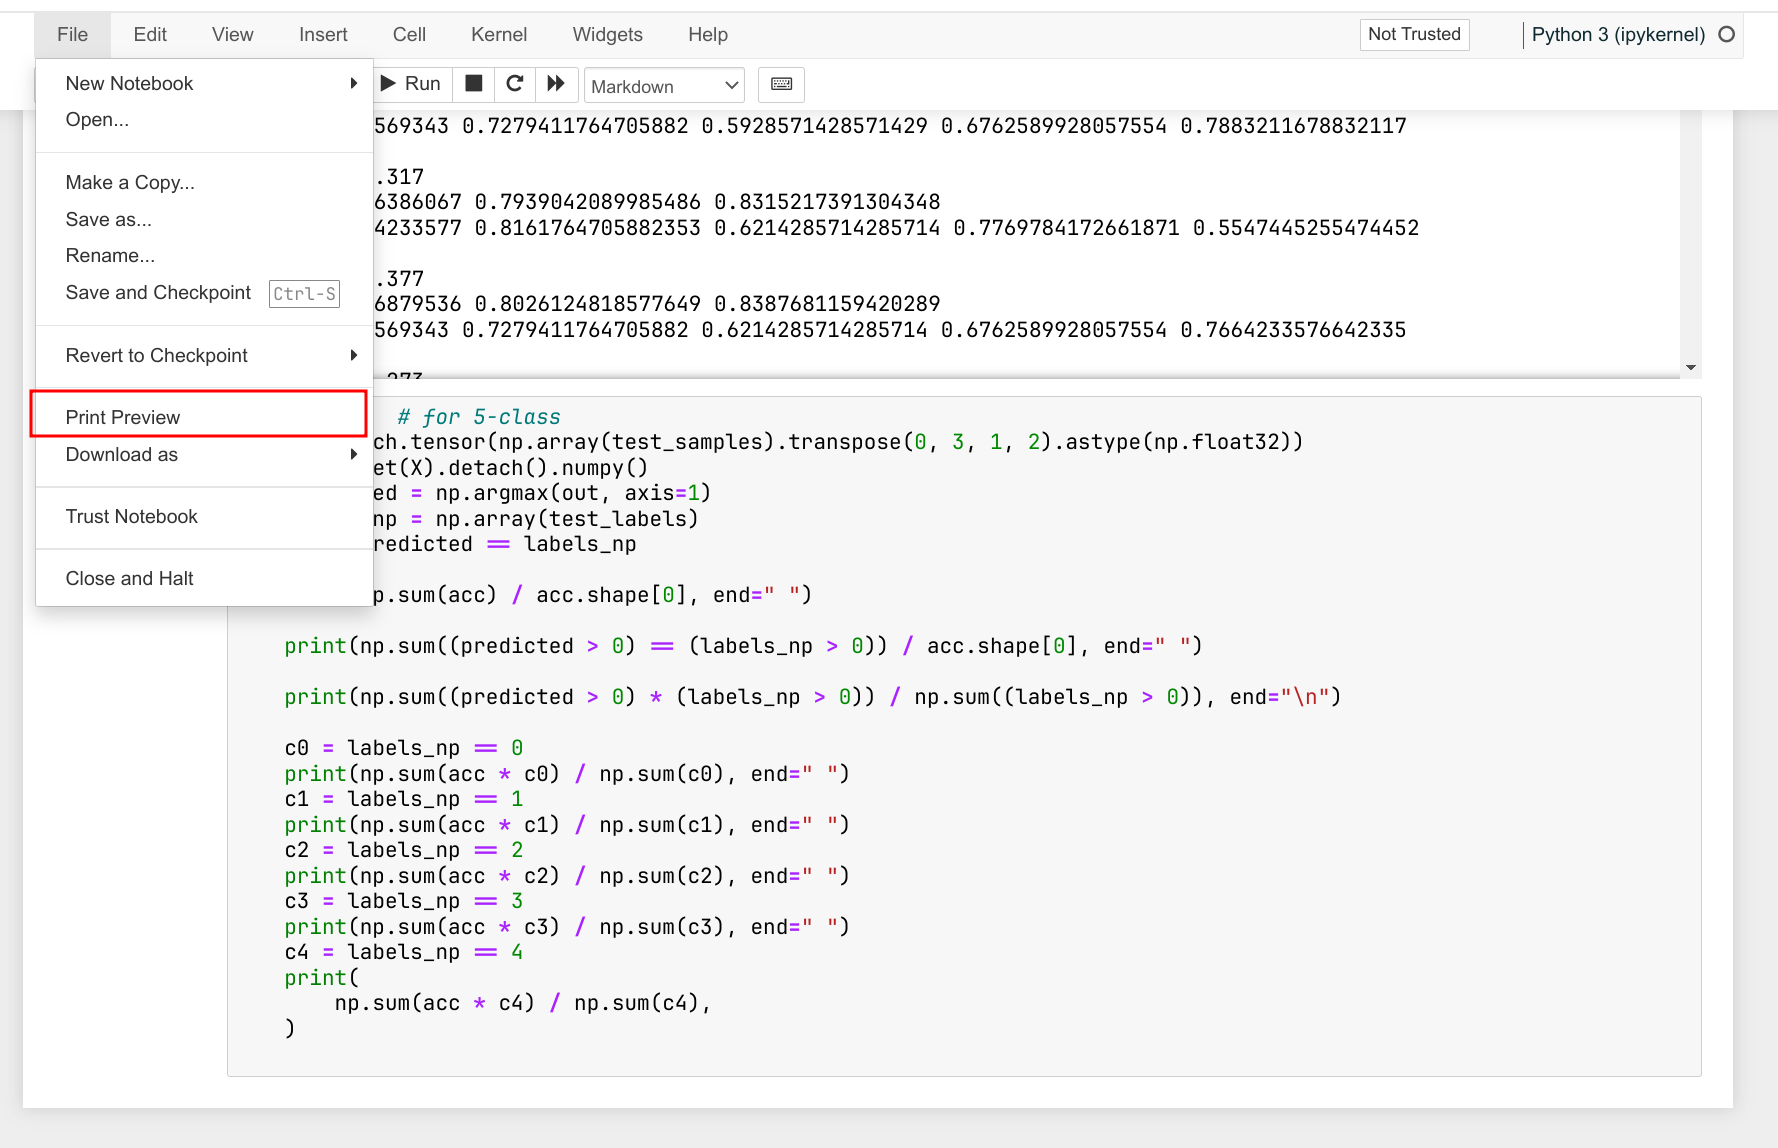 File Edit View Insert Cell Kernel Widgets Help Not Trusted Python 3 (ipykernel)
Run Markdown
New Notebook
Open...
Make a Copy...
Save as...
Rename...
Save and Checkpoint Ctrl-S
Revert to Checkpoint
Print Preview
Download as
Trust Notebook
Close and Halt
569343 0.7279411764705882 0.5928571428571429 0.6762589928057554 0.7883211678832117
.317
6386067 0.7939042089985486 0.8315217391304348
4233577 0.8161764705882353 0.6214285714285714 0.7769784172661871 0.5547445255474452
.377
6879536 0.8026124818577649 0.8387681159420289
569343 0.7279411764705882 0.6214285714285714 0.6762589928057554 0.7664233576642335
# for 5-class
ch.tensor(np.array(test_samples).transpose(0, 3, 1, 2).astype(np.float32))
et(X).detach().numpy()
ed = np.argmax(out, axis=1)
np = np.array(test_labels)
redicted == labels_np
p.sum(acc) / acc.shape[0], end=" ")
print(np.sum((predicted > 0) == (labels_np > 0)) / acc.shape[0], end=" ")
print(np.sum((predicted > 0) * (labels_np > 0)) / np.sum((labels_np > 0)), end="\n")
c0 = labels_np == 0
print(np.sum(acc * c0) / np.sum(c0), end=" ")
c1 = labels_np == 1
print(np.sum(acc * c1) / np.sum(c1), end=" ")
c2 = labels_np == 2
print(np.sum(acc * c2) / np.sum(c2), end=" ")
c3 = labels_np == 3
print(np.sum(acc * c3) / np.sum(c3), end=" ")
c4 = labels_np == 4
print(
    np.sum(acc * c4) / np.sum(c4),
)